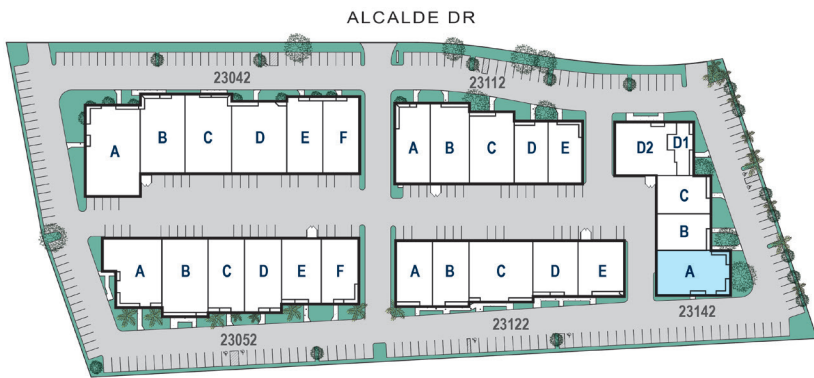 ALCALDE DR
23042
23112
A B C D E F
A B C D E
D2 D1
C
B
A
A B C D E F
A B C D E
23052
23122
23142